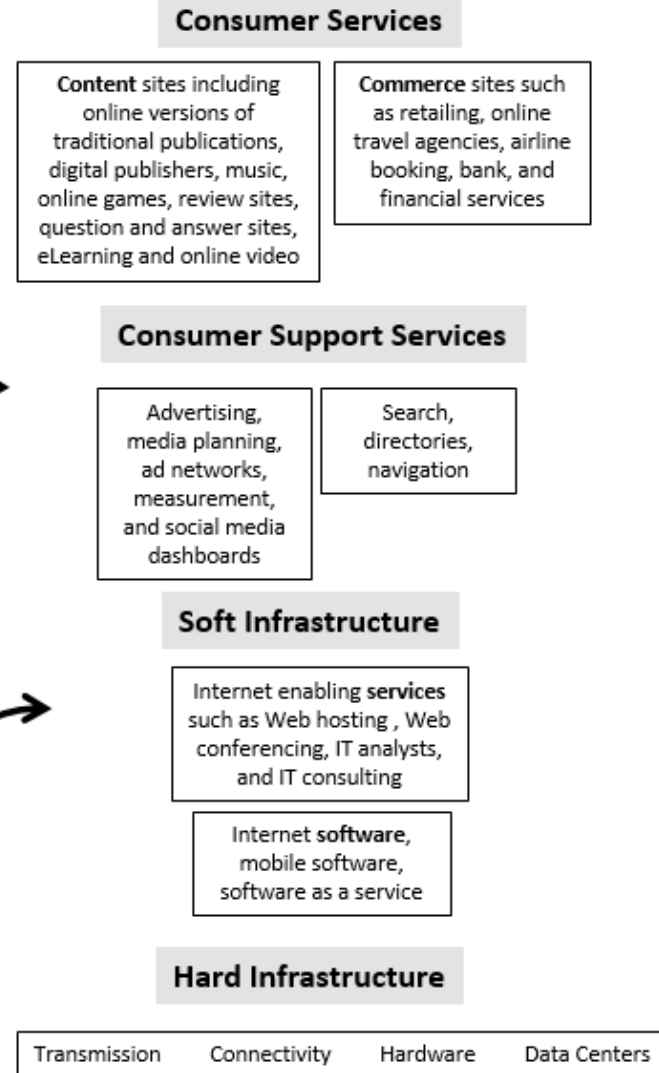 Consumer Services
Content sites including
online versions of
traditional publications,
digital publishers, music,
online games, review sites,
question and answer sites,
eLearning and online video
Commerce sites such
as retailing, online
travel agencies, airline
booking, bank, and
financial services
Consumer Support Services
Advertising,
media planning,
ad networks,
measurement,
and social media
dashboards
Search,
directories,
navigation
Soft Infrastructure
Internet enabling services
such as Web hosting , Web
conferencing, IT analysts,
and IT consulting
Internet software,
mobile software,
software as a service
Hard Infrastructure
Transmission Connectivity Hardware Data Centers